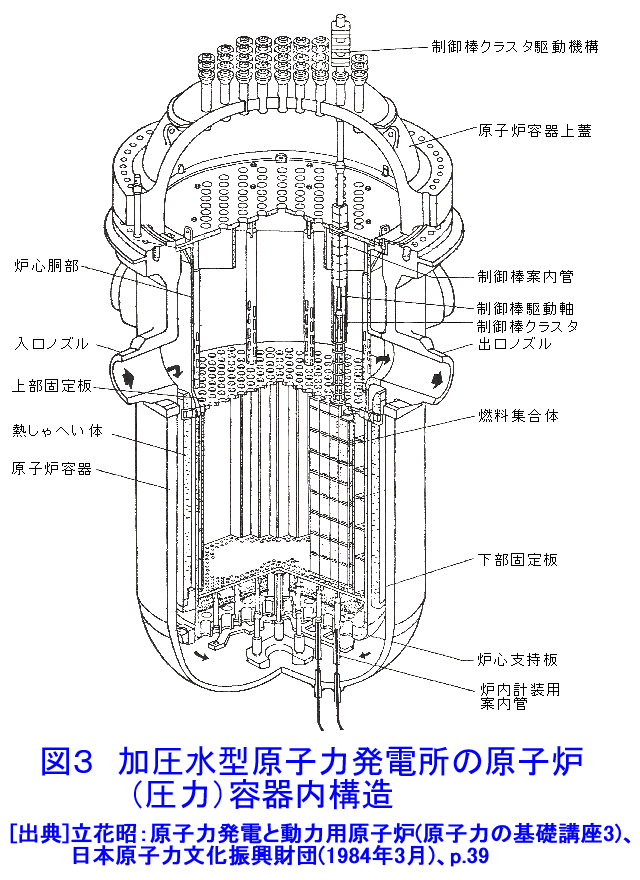 制御棒クラスタ駆動機構
原子炉容器上蓋
炉心胴部
制御棒案内管
制御棒駆動軸
制御棒クラスタ
入口ノズル
出口ノズル
上部固定板
燃料集合体
熱しゃへい体
原子炉容器
下部固定板
炉心支持板
炉内計装用
案内管
図3 加圧水型原子力発電所の原子炉
(圧力)容器内構造
[出典]立花昭:原子力発電と動力用原子炉(原子力の基礎講座3)、
日本原子力文化振興財団(1984年3月)、p.39